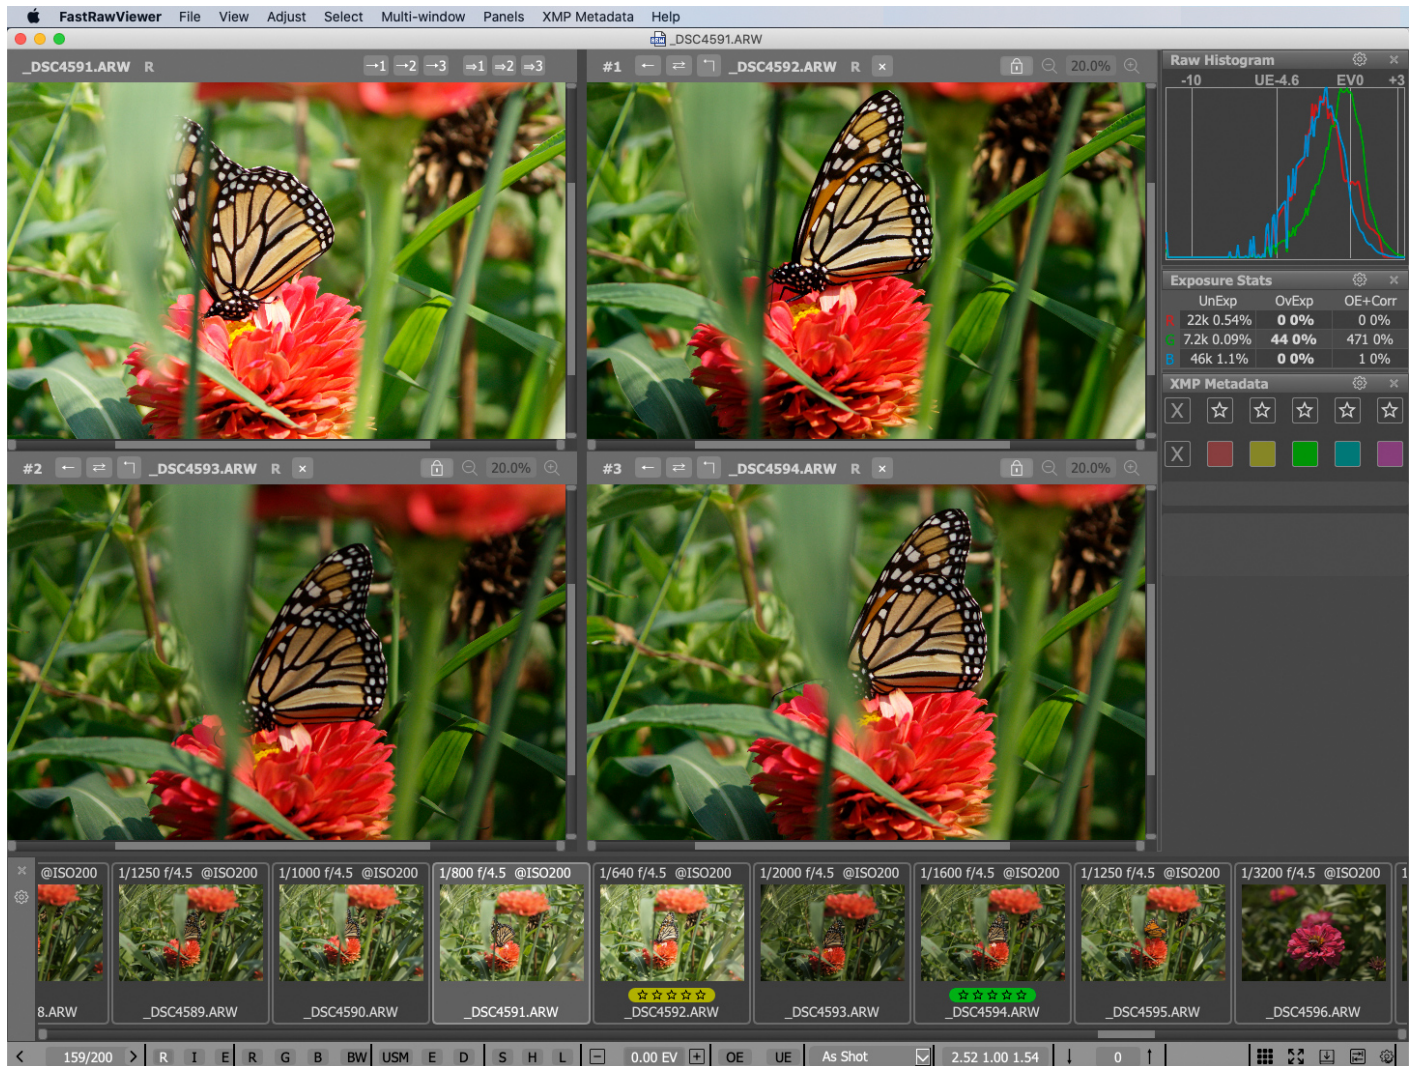 FastRawViewer File View Adjust Select Multi-window Panels XMP Metadata Help
_DSC4591.ARW
_DSC4591.ARW R →1 →2 →3 ⇒1 ⇒2 ⇒3
#1 ← ⇄ _DSC4592.ARW R × 20.0%
Raw Histogram ×
-10 UE-4.6 EV0 +3
Exposure Stats ×
UnExp OvExp OE+Corr
R 22k 0.54% 0 0% 0 0%
G 7.2k 0.09% 44 0% 471 0%
B 46k 1.1% 0 0% 1 0%
XMP Metadata ×
X
X
#2 ← ⇄ _DSC4593.ARW R × 20.0%
#3 ← ⇄ _DSC4594.ARW R × 20.0%
@ISO200 1/1250 f/4.5 @ISO200 1/1000 f/4.5 @ISO200 1/800 f/4.5 @ISO200 1/640 f/4.5 @ISO200 1/2000 f/4.5 @ISO200 1/1600 f/4.5 @ISO200 1/1250 f/4.5 @ISO200 1/3200 f/4.5 @ISO200 1
8.ARW _DSC4589.ARW _DSC4590.ARW _DSC4591.ARW _DSC4592.ARW _DSC4593.ARW _DSC4594.ARW _DSC4595.ARW _DSC4596.ARW
< 159/200 > R I E R G B BW USM E D S H L − 0.00 EV + OE UE As Shot 2.52 1.00 1.54 ↓ 0 ↑